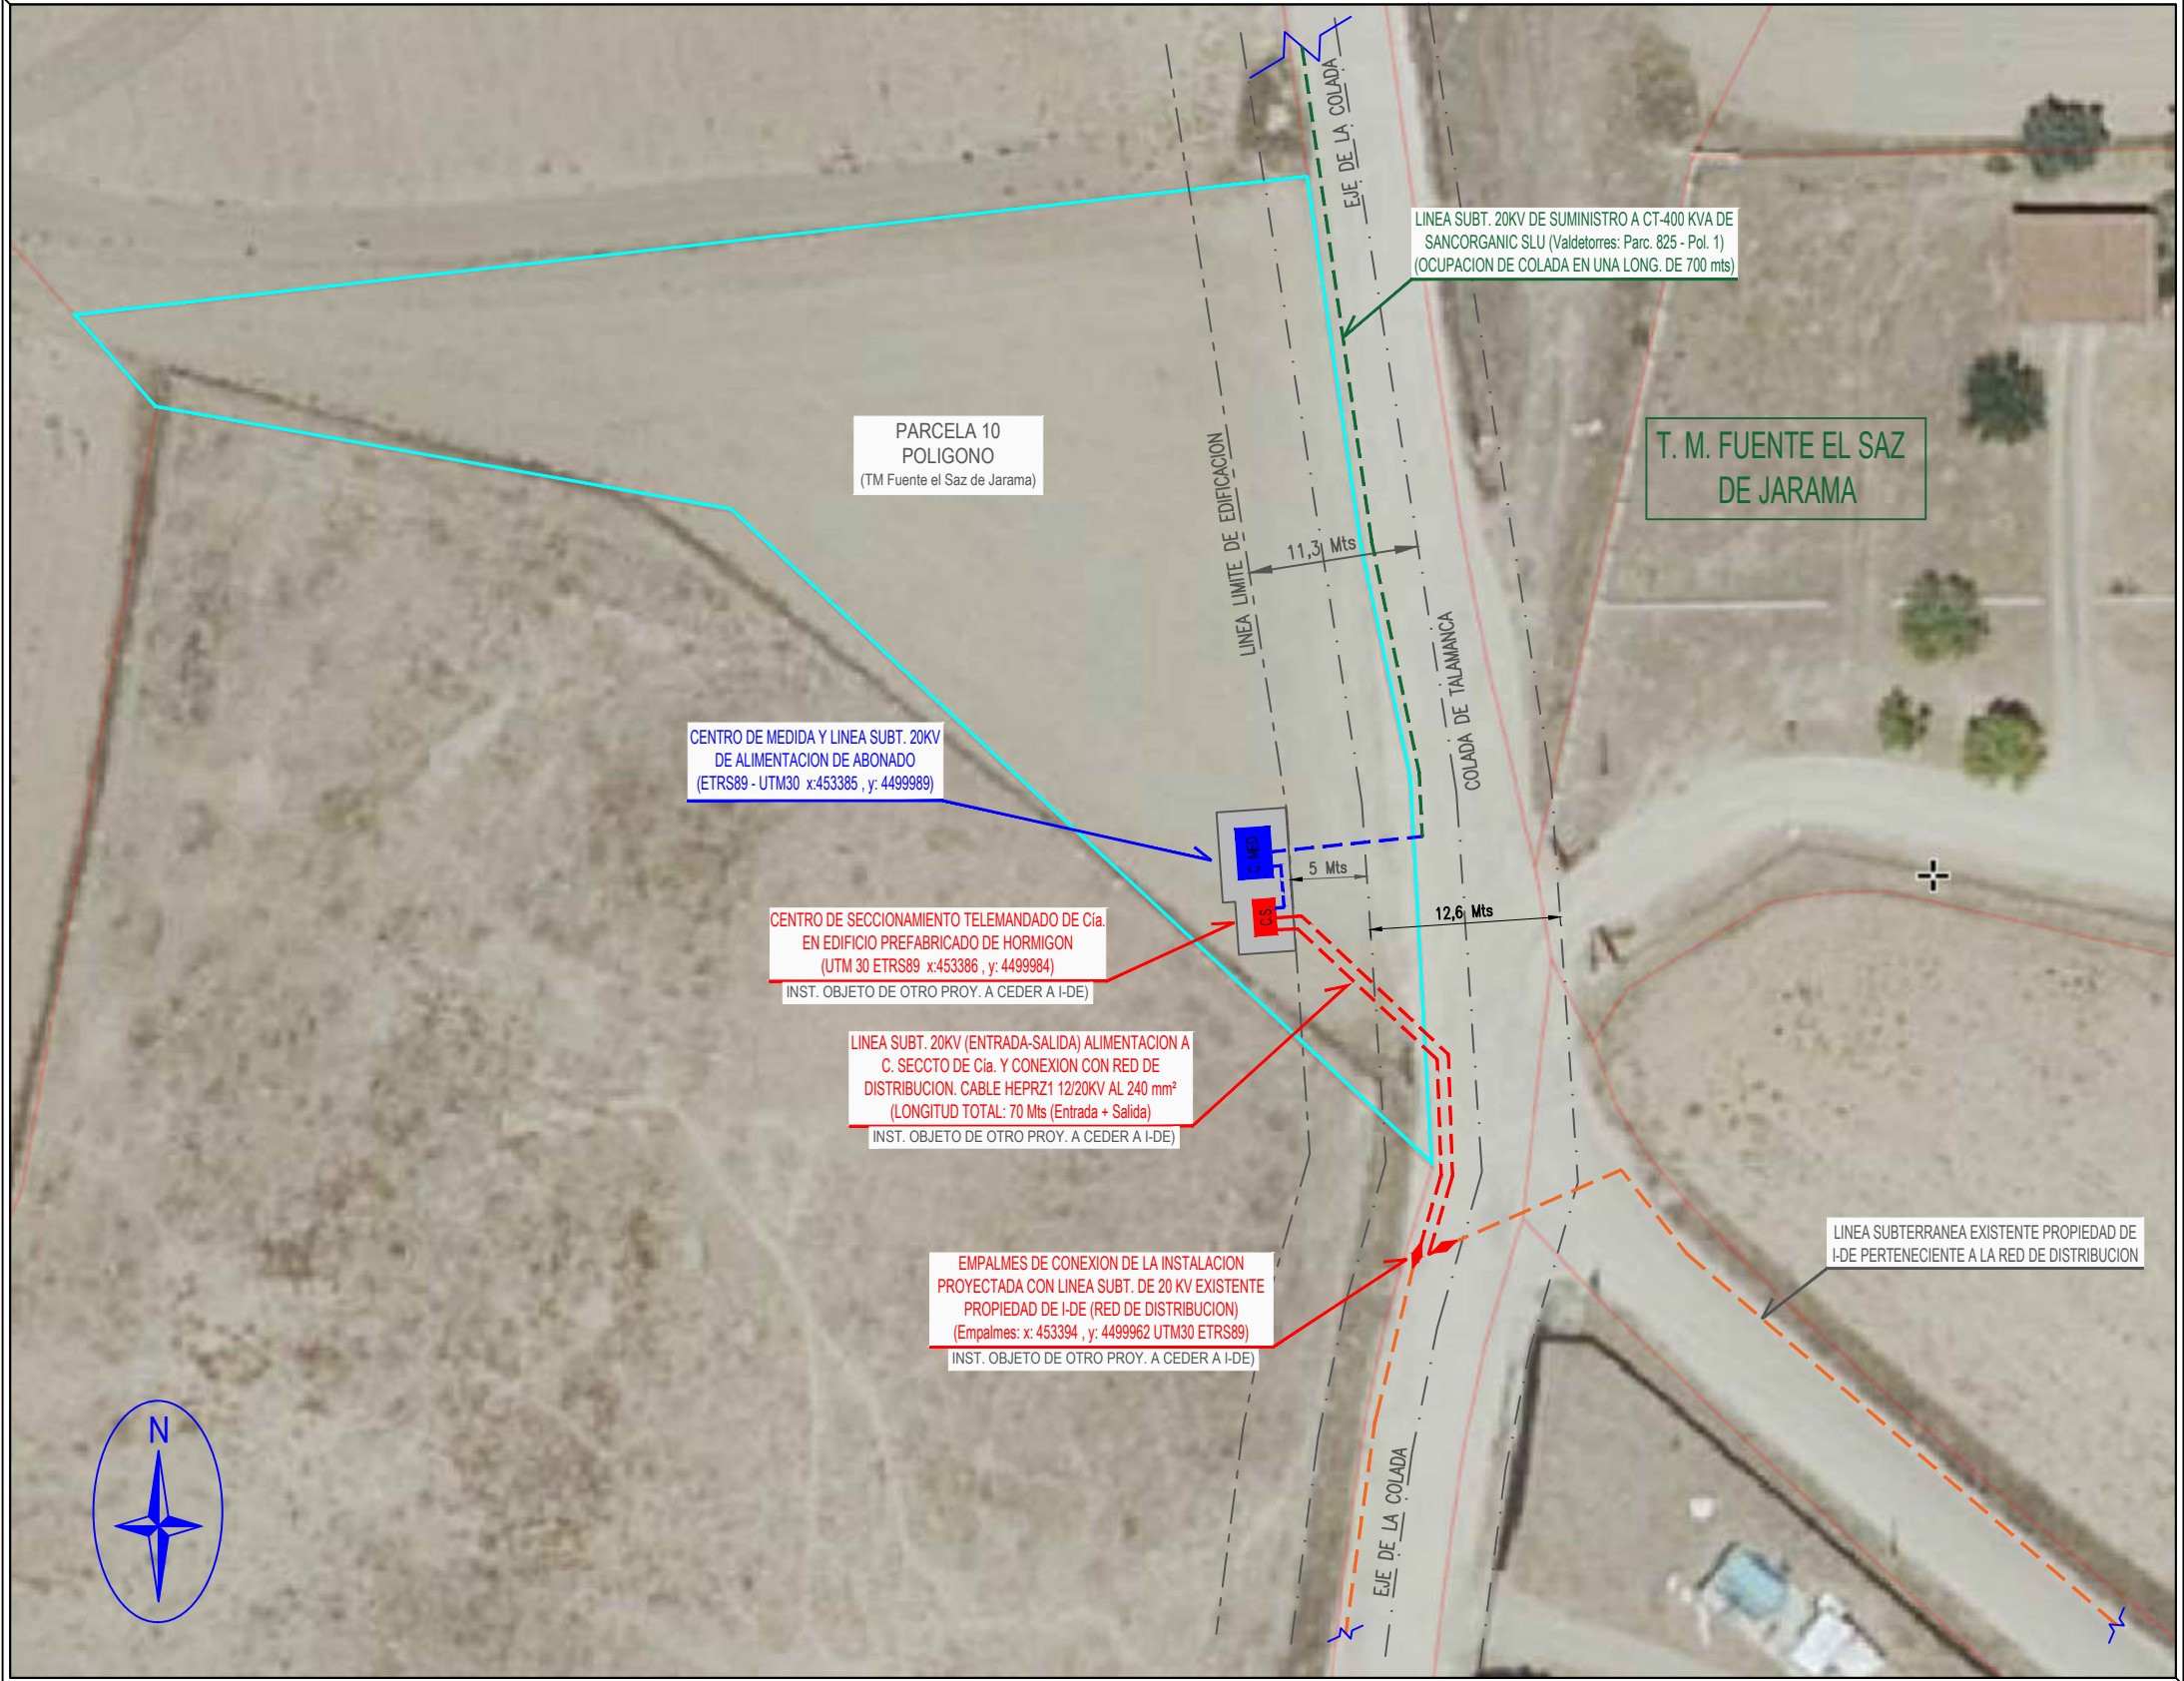 EJE DE LA COLADA
LINEA SUBT. 20KV DE SUMINISTRO A CT-400 KVA DE
SANCORGANIC SLU (Valdetorres: Parc. 825 - Pol. 1)
(OCUPACION DE COLADA EN UNA LONG. DE 700 mts)
PARCELA 10
POLIGONO
(TM Fuente el Saz de Jarama)
T. M. FUENTE EL SAZ
DE JARAMA
LINEA LIMITE DE EDIFICACION
11,3 Mts
COLADA DE TALAMANCA
CENTRO DE MEDIDA Y LINEA SUBT. 20KV
DE ALIMENTACION DE ABONADO
(ETRS89 - UTM30 x:453385 , y: 4499989)
C. MED.
5 Mts
C.S.
12,6 Mts
CENTRO DE SECCIONAMIENTO TELEMANDADO DE Cía.
EN EDIFICIO PREFABRICADO DE HORMIGON
(UTM 30 ETRS89 x:453386 , y: 4499984)
INST. OBJETO DE OTRO PROY. A CEDER A I-DE)
LINEA SUBT. 20KV (ENTRADA-SALIDA) ALIMENTACION A
C. SECCTO DE Cía. Y CONEXION CON RED DE
DISTRIBUCION. CABLE HEPRZ1 12/20KV AL 240 mm²
(LONGITUD TOTAL: 70 Mts (Entrada + Salida)
INST. OBJETO DE OTRO PROY. A CEDER A I-DE)
LINEA SUBTERRANEA EXISTENTE PROPIEDAD DE
I-DE PERTENECIENTE A LA RED DE DISTRIBUCION
EMPALMES DE CONEXION DE LA INSTALACION
PROYECTADA CON LINEA SUBT. DE 20 KV EXISTENTE
PROPIEDAD DE I-DE (RED DE DISTRIBUCION)
(Empalmes: x: 453394 , y: 4499962 UTM30 ETRS89)
INST. OBJETO DE OTRO PROY. A CEDER A I-DE)
N
EJE DE LA COLADA